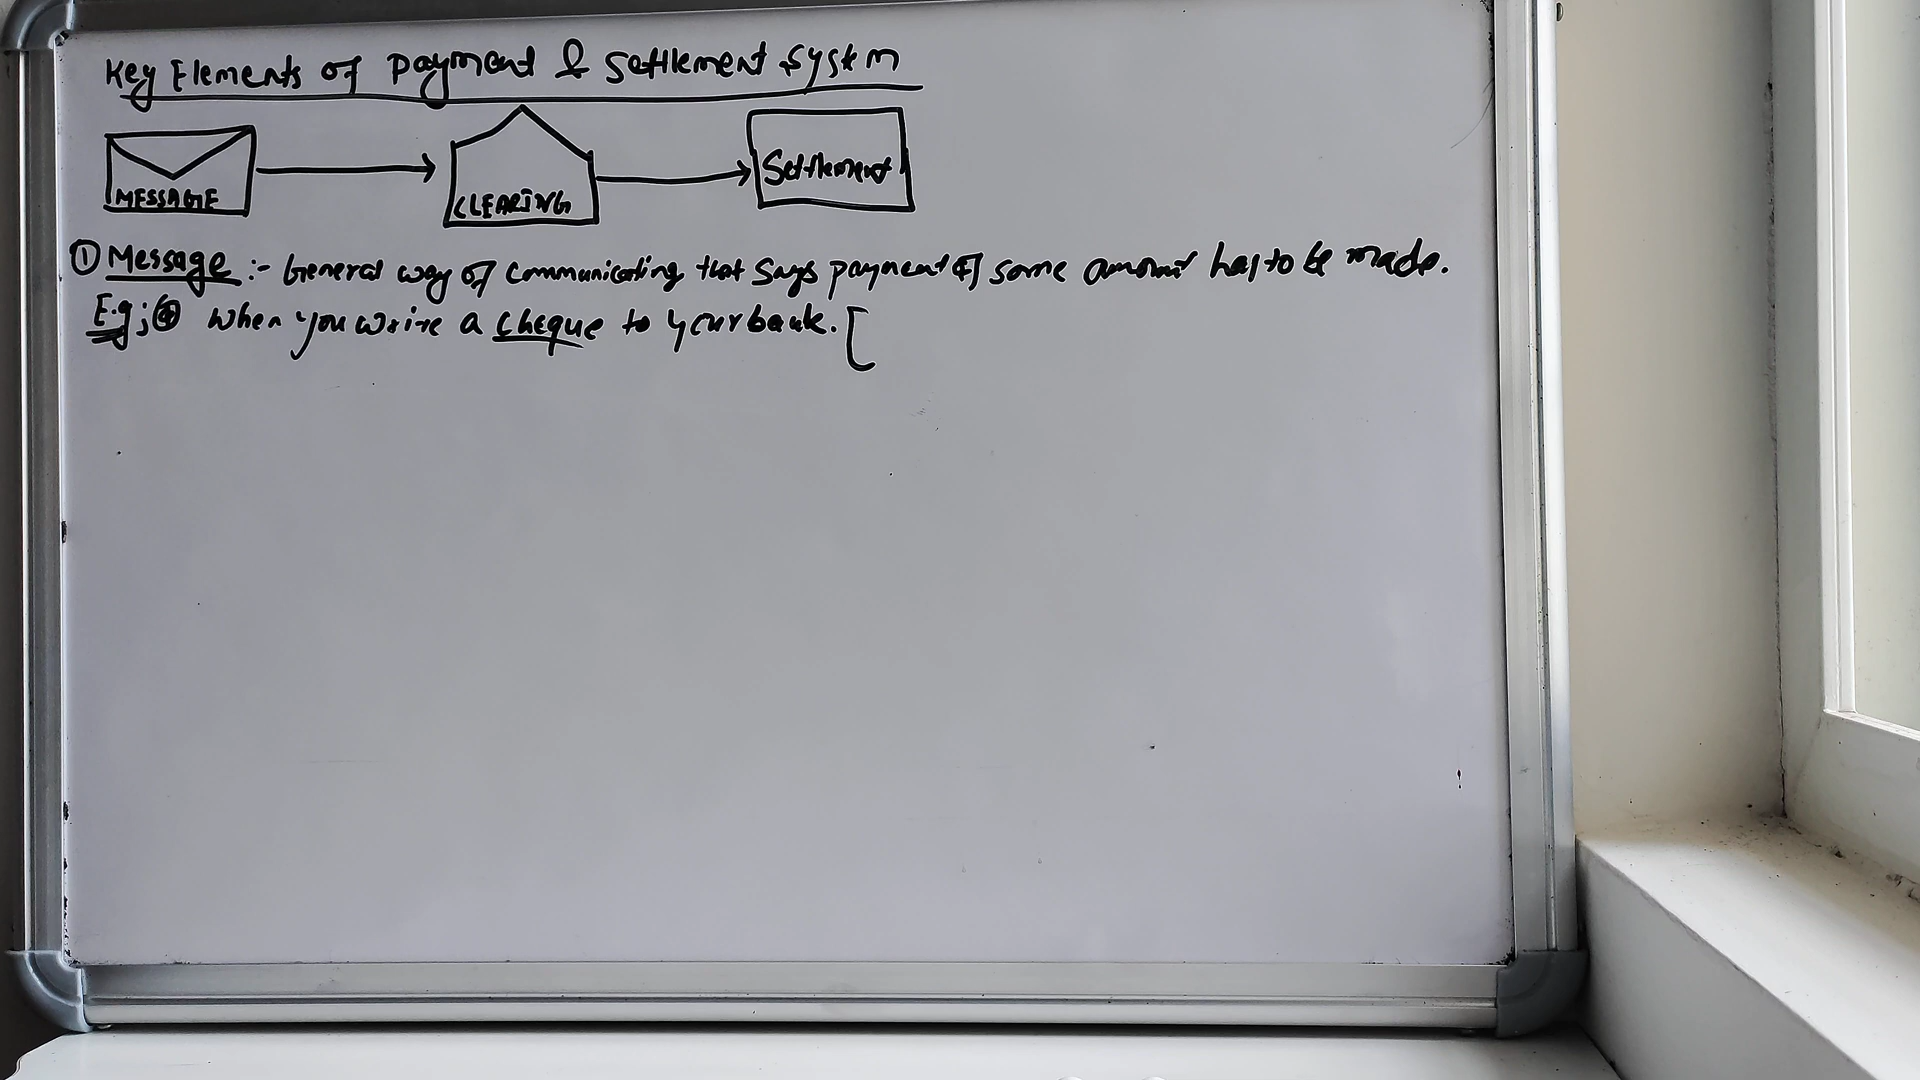 Key Elements of Payment & Settlement System
MESSAGE
CLEARING
Settlement
① Message :- General way of communicating that says payment of some amount has to be made.
E.g; ⓐ When you write a cheque to your bank. [